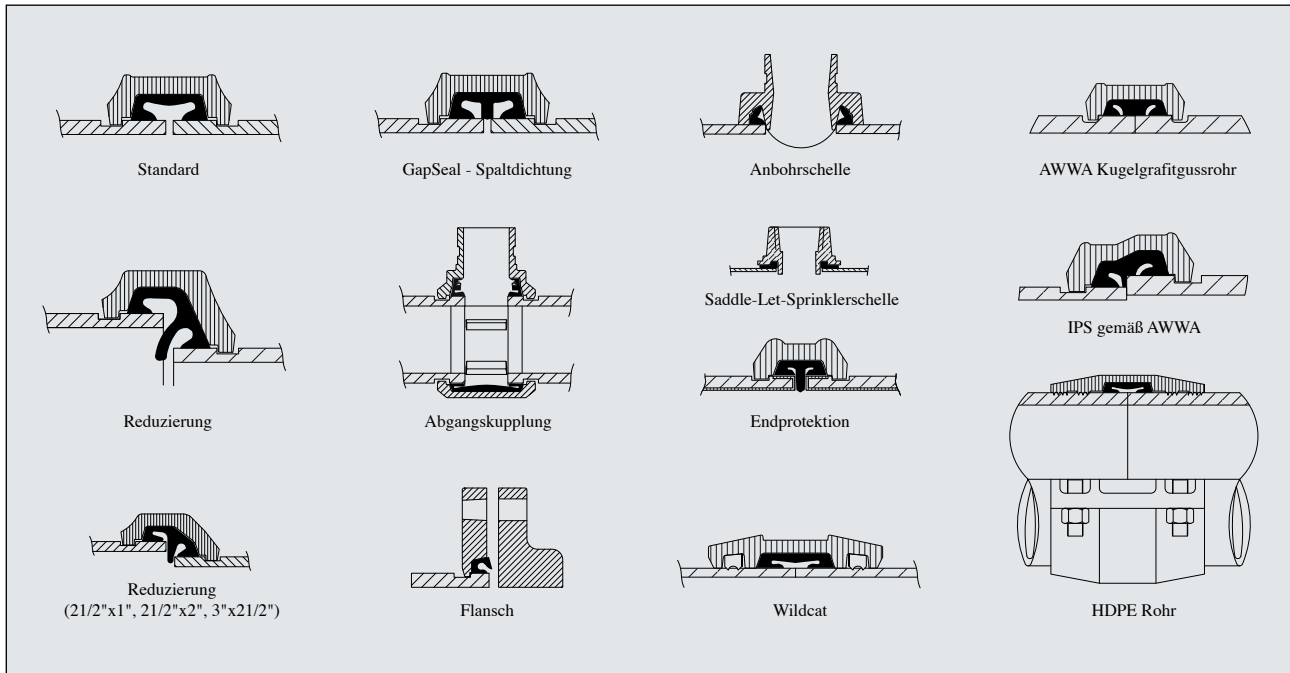 Standard
GapSeal - Spaltdichtung
Anbohrschelle
AWWA Kugelgrafitgussrohr
Reduzierung
Abgangskupplung
Saddle-Let-Sprinklerschelle
Endprotektion
IPS gemäß AWWA
Reduzierung
(21/2"x1", 21/2"x2", 3"x21/2")
Flansch
Wildcat
HDPE Rohr